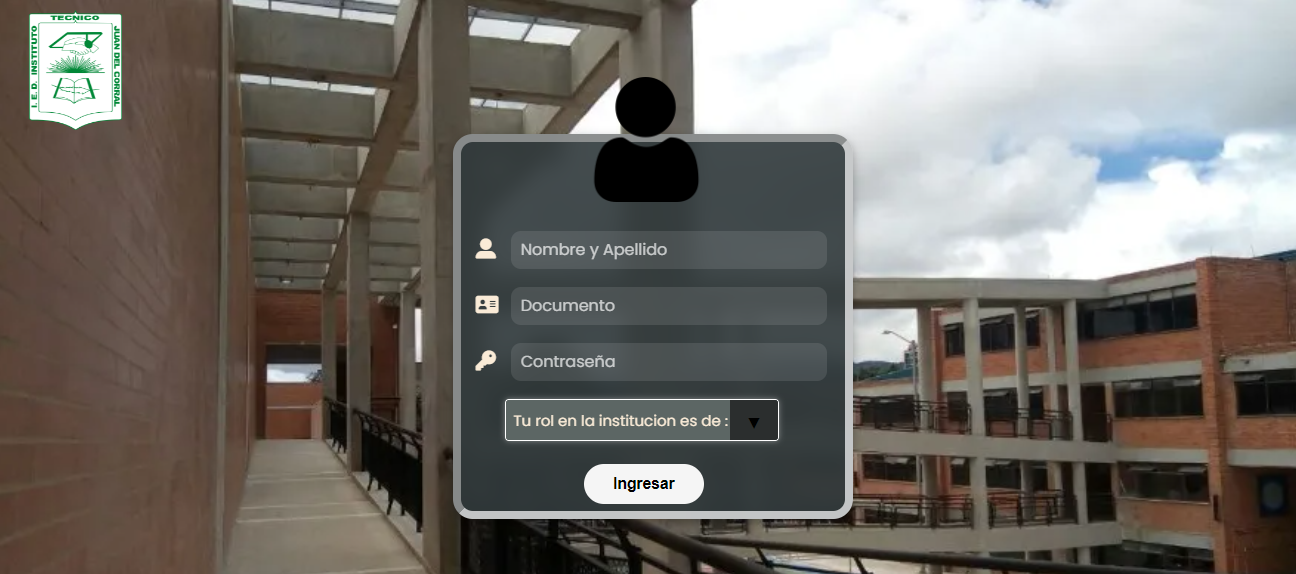 TECNICO
I. E. D. INSTITUTO
JUAN DEL CORRAL
Nombre y Apellido
Documento
Contraseña
Tu rol en la institucion es de :
Ingresar